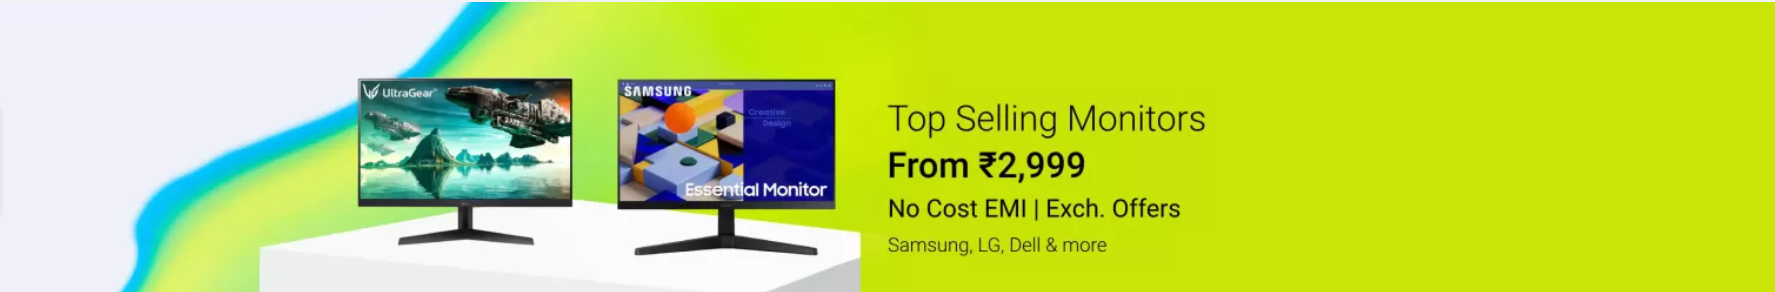 UltraGear
SAMSUNG
Creative
Design
Essential Monitor
Top Selling Monitors
From ₹2,999
No Cost EMI | Exch. Offers
Samsung, LG, Dell & more